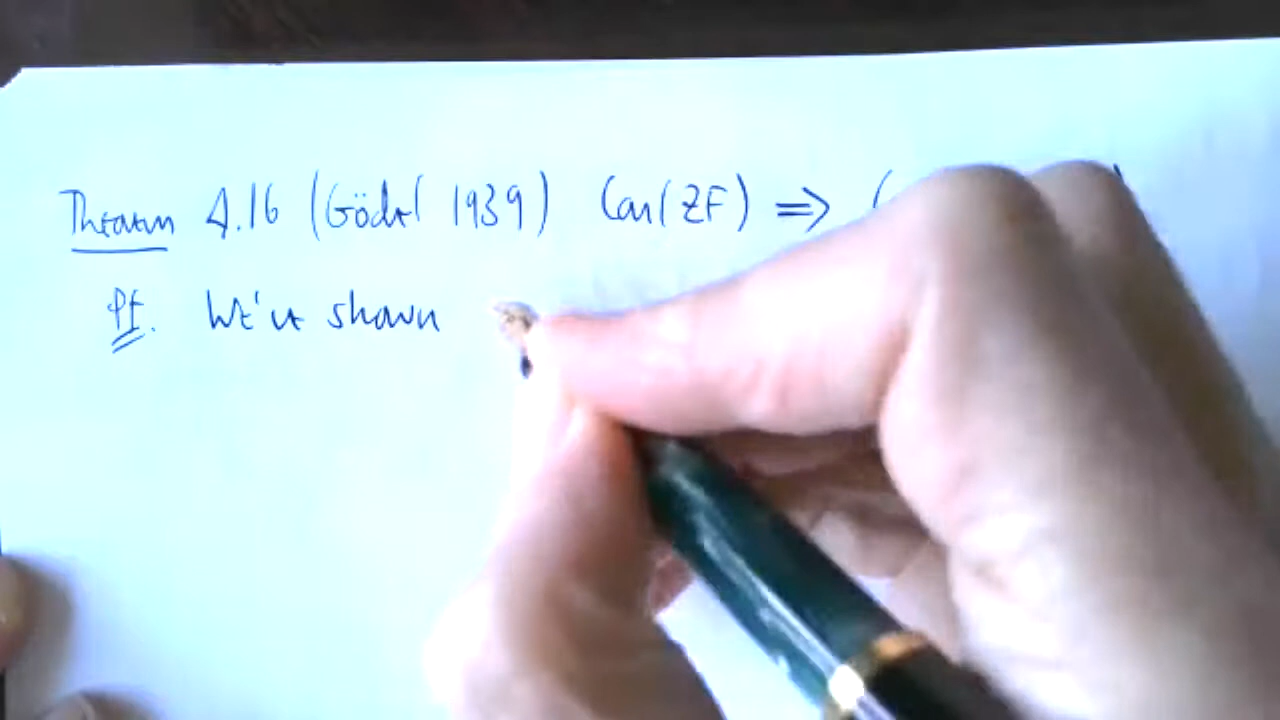 Theorem 4.16 (Gödel 1939) Con(ZF) => (
Pf. We've shown